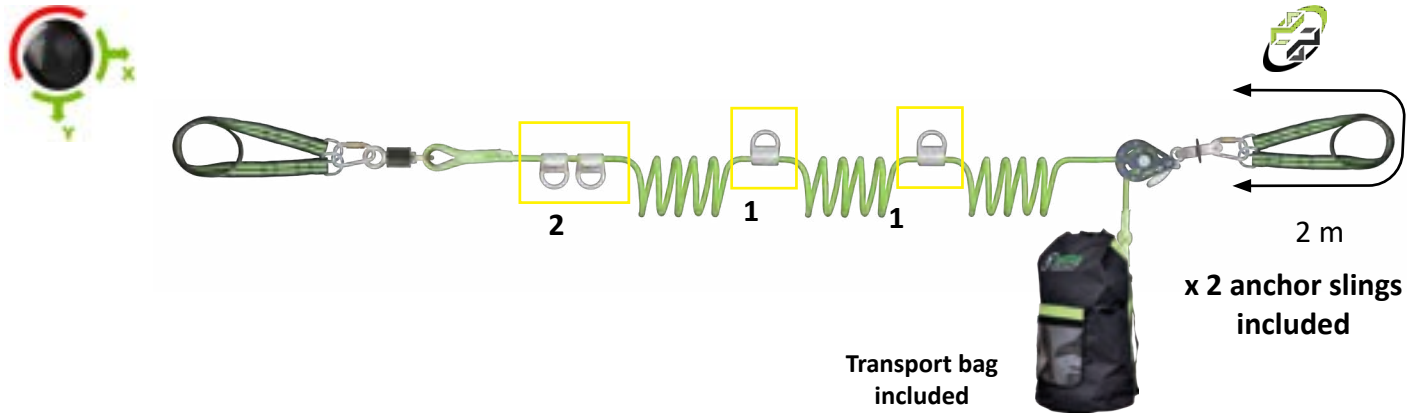 X
Y
2
1
1
2 m
x 2 anchor slings
included
Transport bag
included